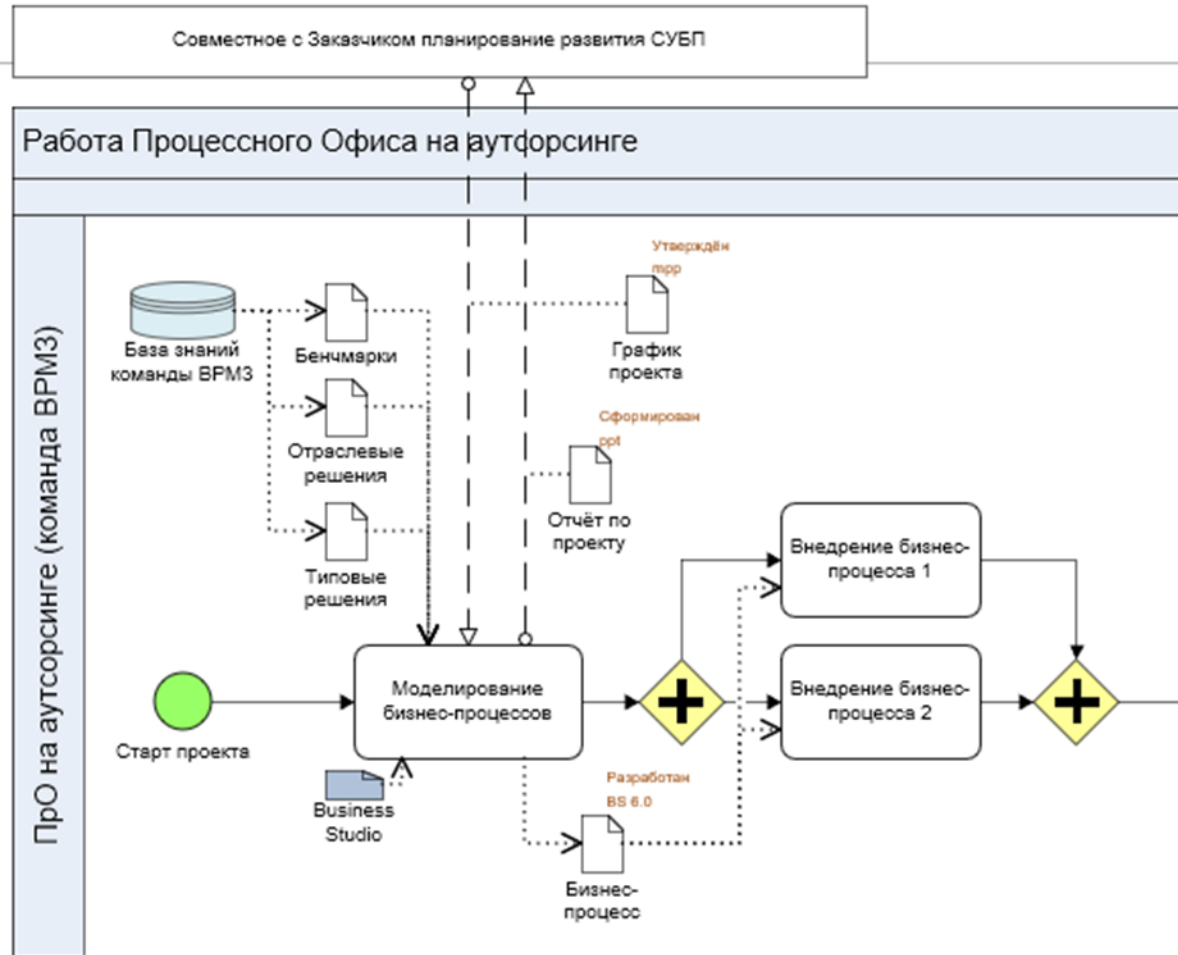 Совместное с Заказчиком планирование развития СУБП
Работа Процессного Офиса на аутсорсинге
ПрО на аутсорсинге (команда BPM3)
Утверждён
mpp
График
проекта
База знаний
команды BPM3
Бенчмарки
Отраслевые
решения
Типовые
решения
Сформирован
ppt
Отчёт по
проекту
Внедрение бизнес-
процесса 1
Старт проекта
Моделирование
бизнес-процессов
Внедрение бизнес-
процесса 2
Business
Studio
Разработан
BS 6.0
Бизнес-
процесс